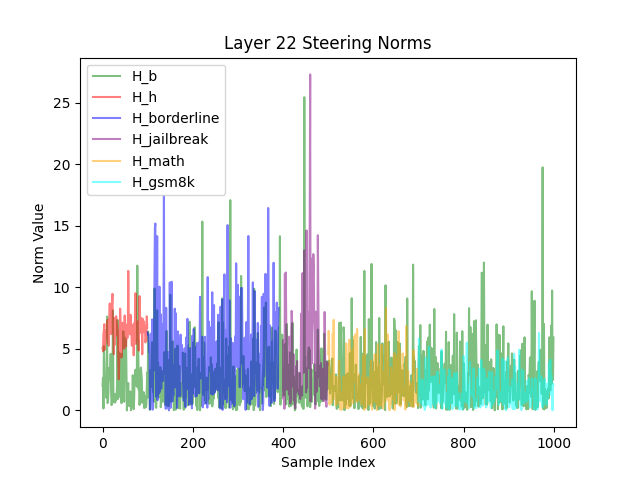 Layer 22 Steering Norms
H_b
H_h
H_borderline
H_jailbreak
H_math
H_gsm8k
25
20
15
10
5
0
Norm Value
0 200 400 600 800 1000
Sample Index